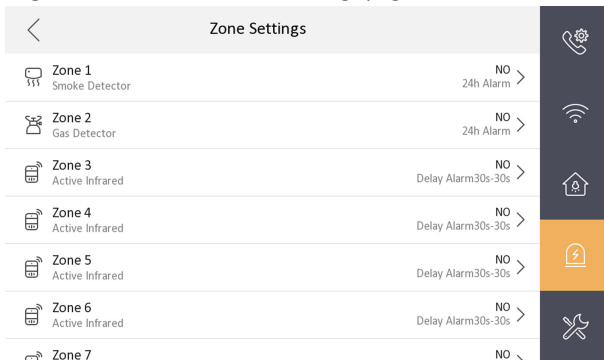 Zone Settings
Zone 1
NO
Smoke Detector
24h Alarm
Zone 2
NO
Gas Detector
24h Alarm
Zone 3
NO
Active Infrared
Delay Alarm30s-30s
Zone 4
NO
Active Infrared
Delay Alarm30s-30s
Zone 5
NO
Active Infrared
Delay Alarm30s-30s
Zone 6
NO
Active Infrared
Delay Alarm30s-30s
Zone 7
NO